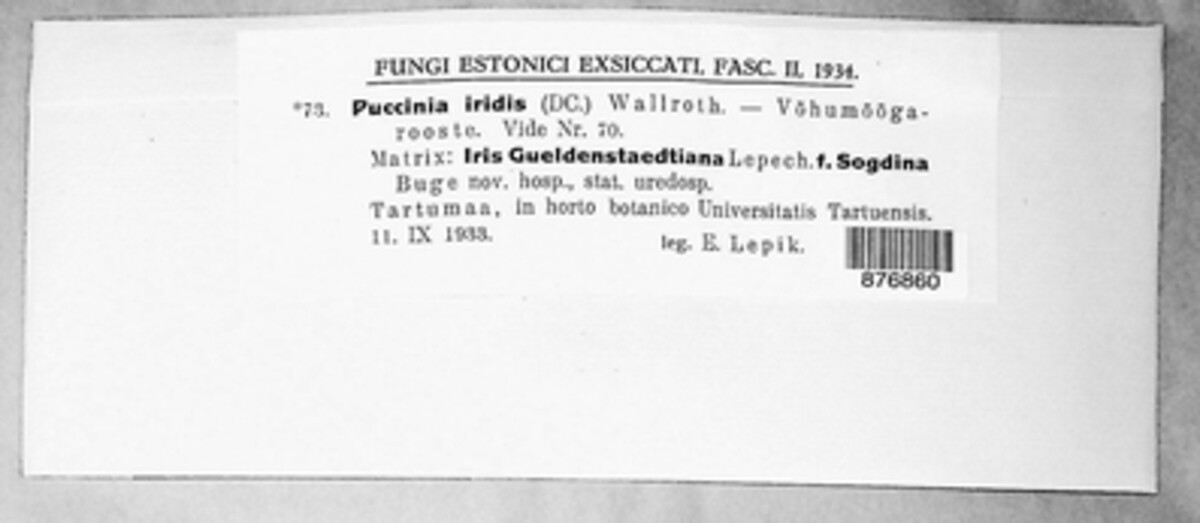 FUNGI ESTONICI EXSICCATI, FASC. II, 1934.
*73. Puccinia iridis (DC.) Wallroth. — Võhumõõga-
rooste. Vide Nr. 70.
Matrix: Iris Gueldenstaedtiana Lepech. f. Sogdina
Buge nov. hosp., stat. uredosp.
Tartumaa, in horto botanico Universitatis Tartuensis.
11. IX 1933.
leg. E. Lepik.
876860